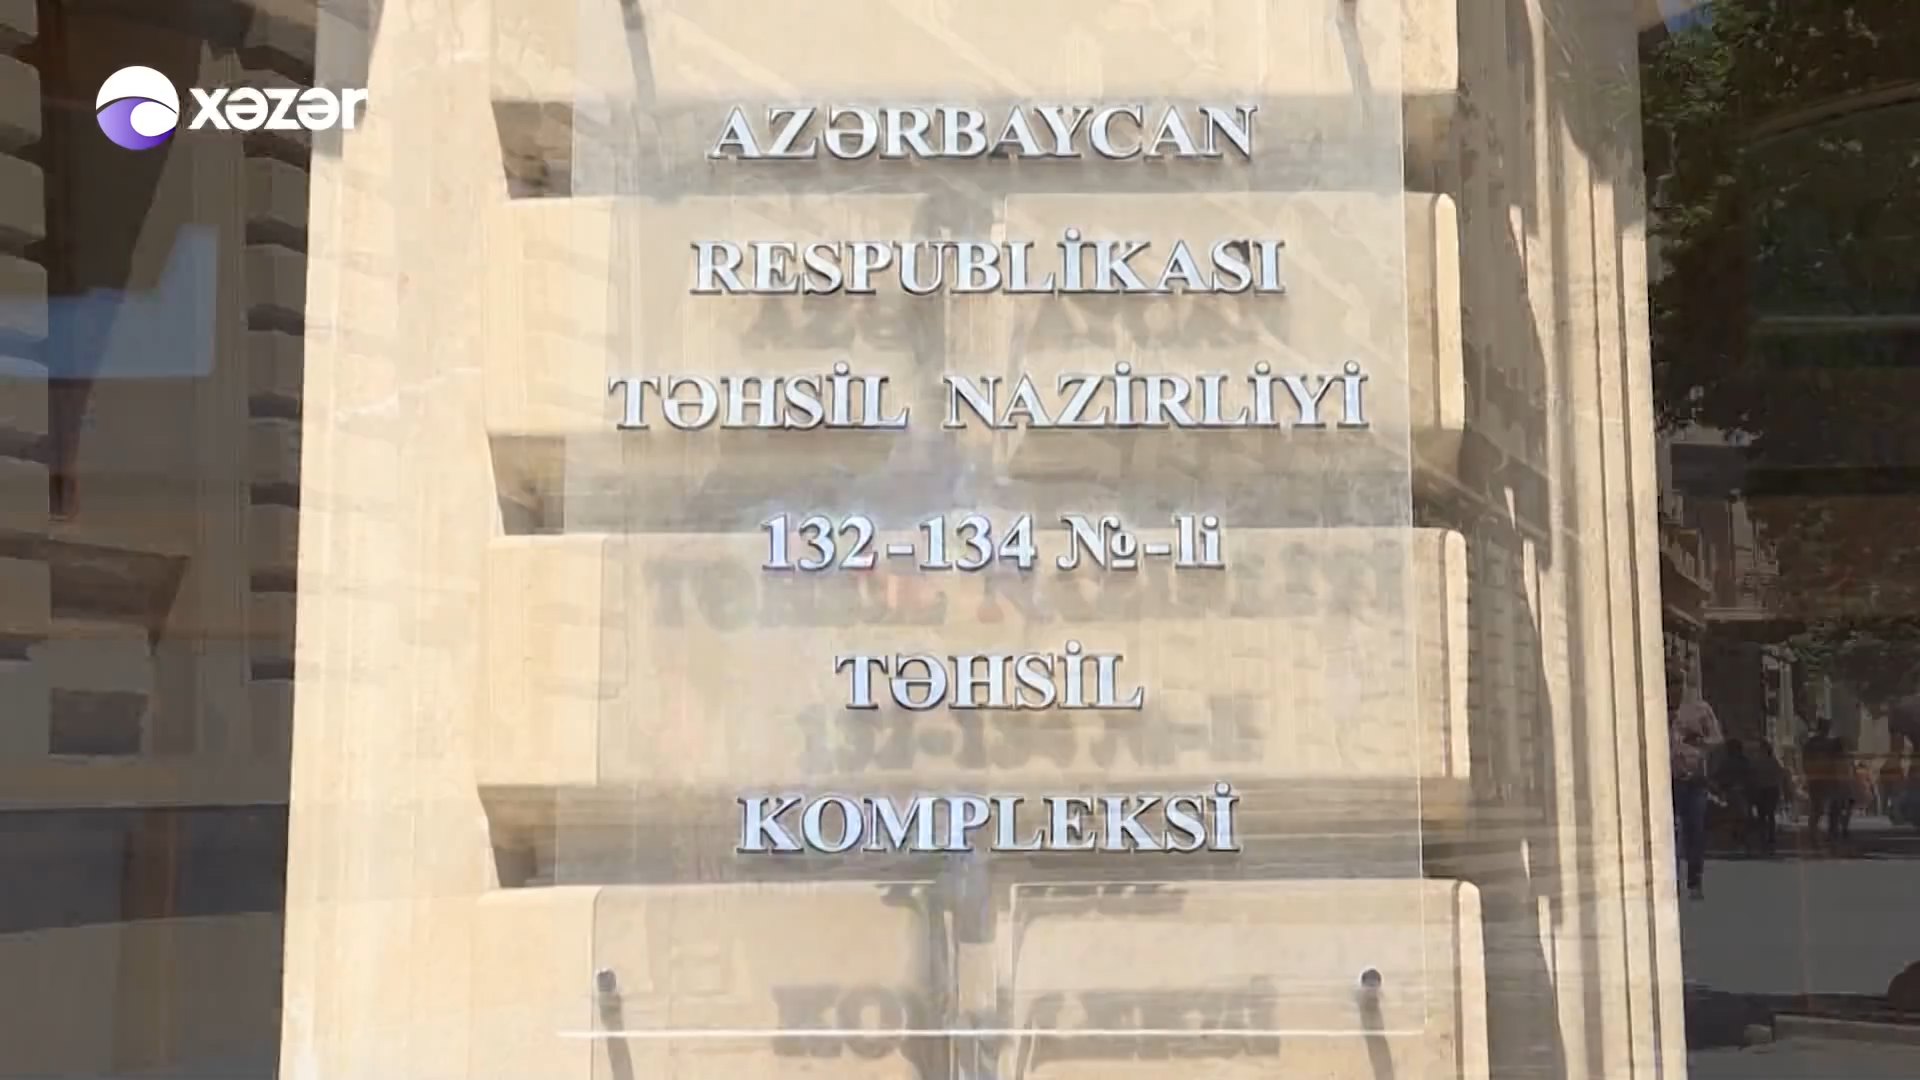 xəzər
AZƏRBAYCAN
RESPUBLİKASI
TƏHSİL NAZİRLİYİ
132-134 №-li
TƏHSİL
KOMPLEKSİ